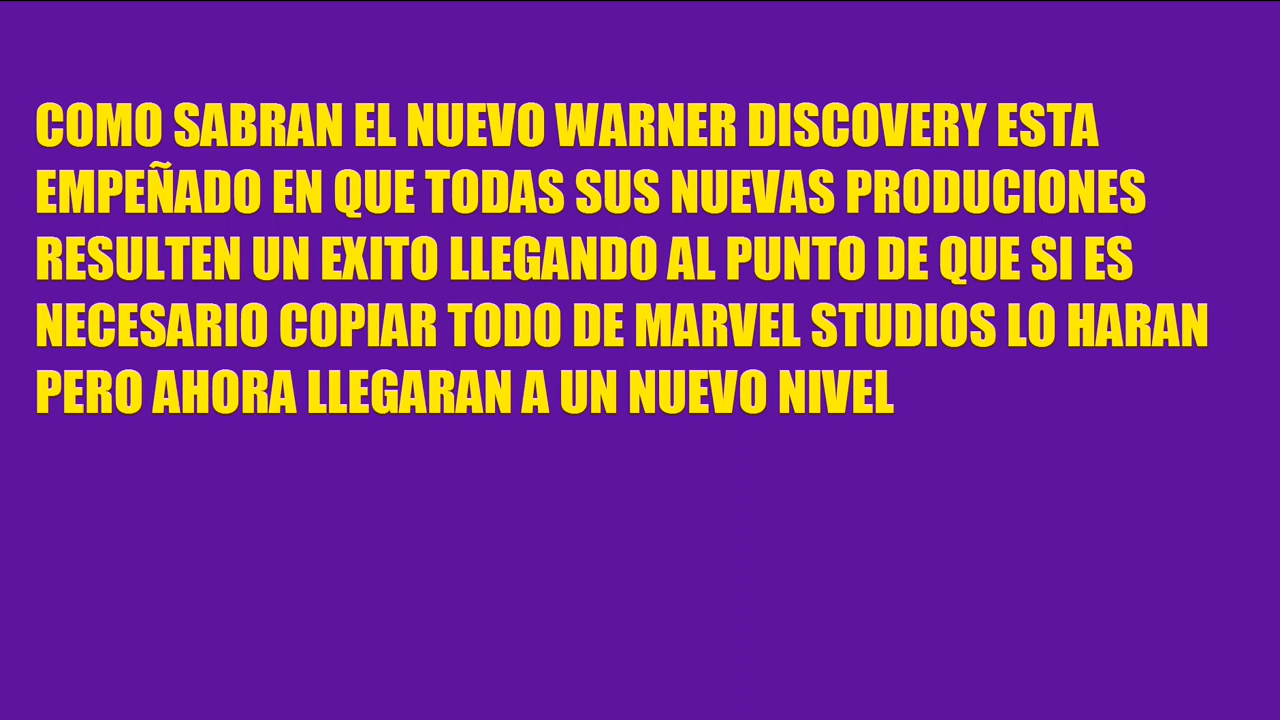 COMO SABRAN EL NUEVO WARNER DISCOVERY ESTA
EMPEÑADO EN QUE TODAS SUS NUEVAS PRODUCIONES
RESULTEN UN EXITO LLEGANDO AL PUNTO DE QUE SI ES
NECESARIO COPIAR TODO DE MARVEL STUDIOS LO HARAN
PERO AHORA LLEGARAN A UN NUEVO NIVEL